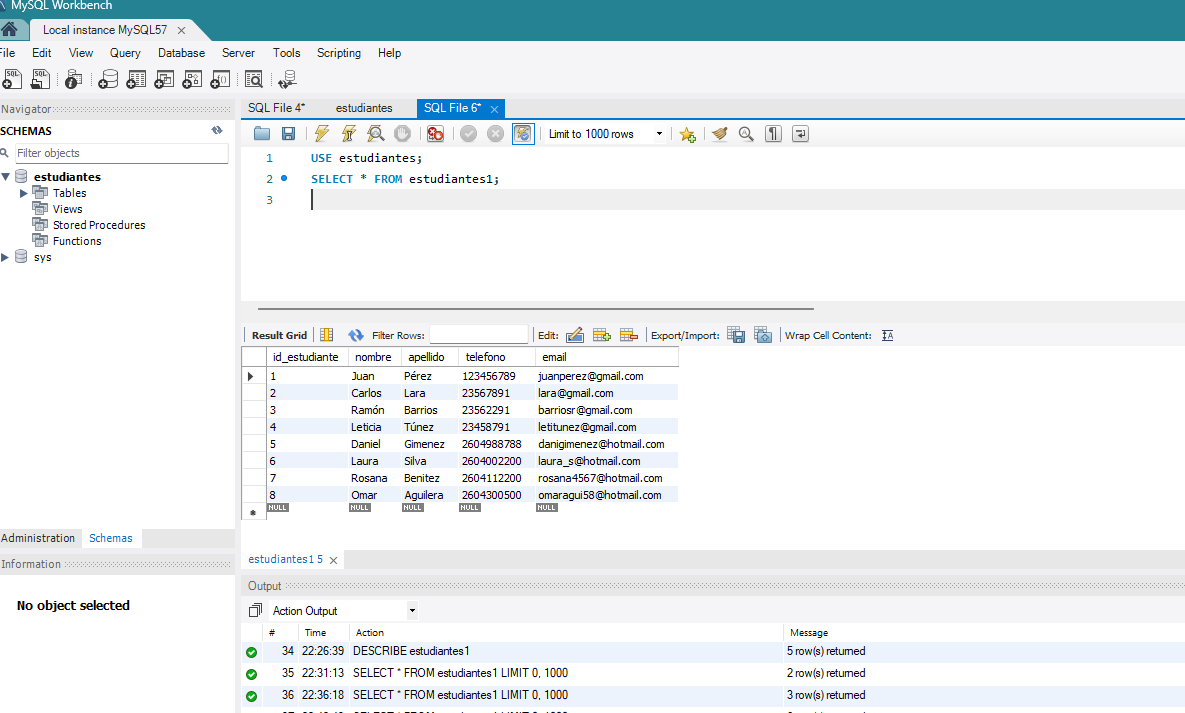 MySQL Workbench
Local instance MySQL57
File Edit View Query Database Server Tools Scripting Help
Navigator
SCHEMAS
Filter objects
estudiantes
Tables
Views
Stored Procedures
Functions
sys
Administration Schemas
Information
No object selected
SQL File 4* estudiantes SQL File 6*
Limit to 1000 rows
1 USE estudiantes;
2 SELECT * FROM estudiantes1;
3
Result Grid Filter Rows: Edit: Export/Import: Wrap Cell Content:
id_estudiante nombre apellido telefono email
1 Juan Pérez 123456789 juanperez@gmail.com
2 Carlos Lara 23567891 lara@gmail.com
3 Ramón Barrios 23562291 barriosr@gmail.com
4 Leticia Túnez 23458791 letitunez@gmail.com
5 Daniel Gimenez 2604988788 danigimenez@hotmail.com
6 Laura Silva 2604002200 laura_s@hotmail.com
7 Rosana Benitez 2604112200 rosana4567@hotmail.com
8 Omar Aguilera 2604300500 omaragui58@hotmail.com
NULL NULL NULL NULL NULL
estudiantes1 5
Output
Action Output
# Time Action Message
34 22:26:39 DESCRIBE estudiantes1 5 row(s) returned
35 22:31:13 SELECT * FROM estudiantes1 LIMIT 0, 1000 2 row(s) returned
36 22:36:18 SELECT * FROM estudiantes1 LIMIT 0, 1000 3 row(s) returned